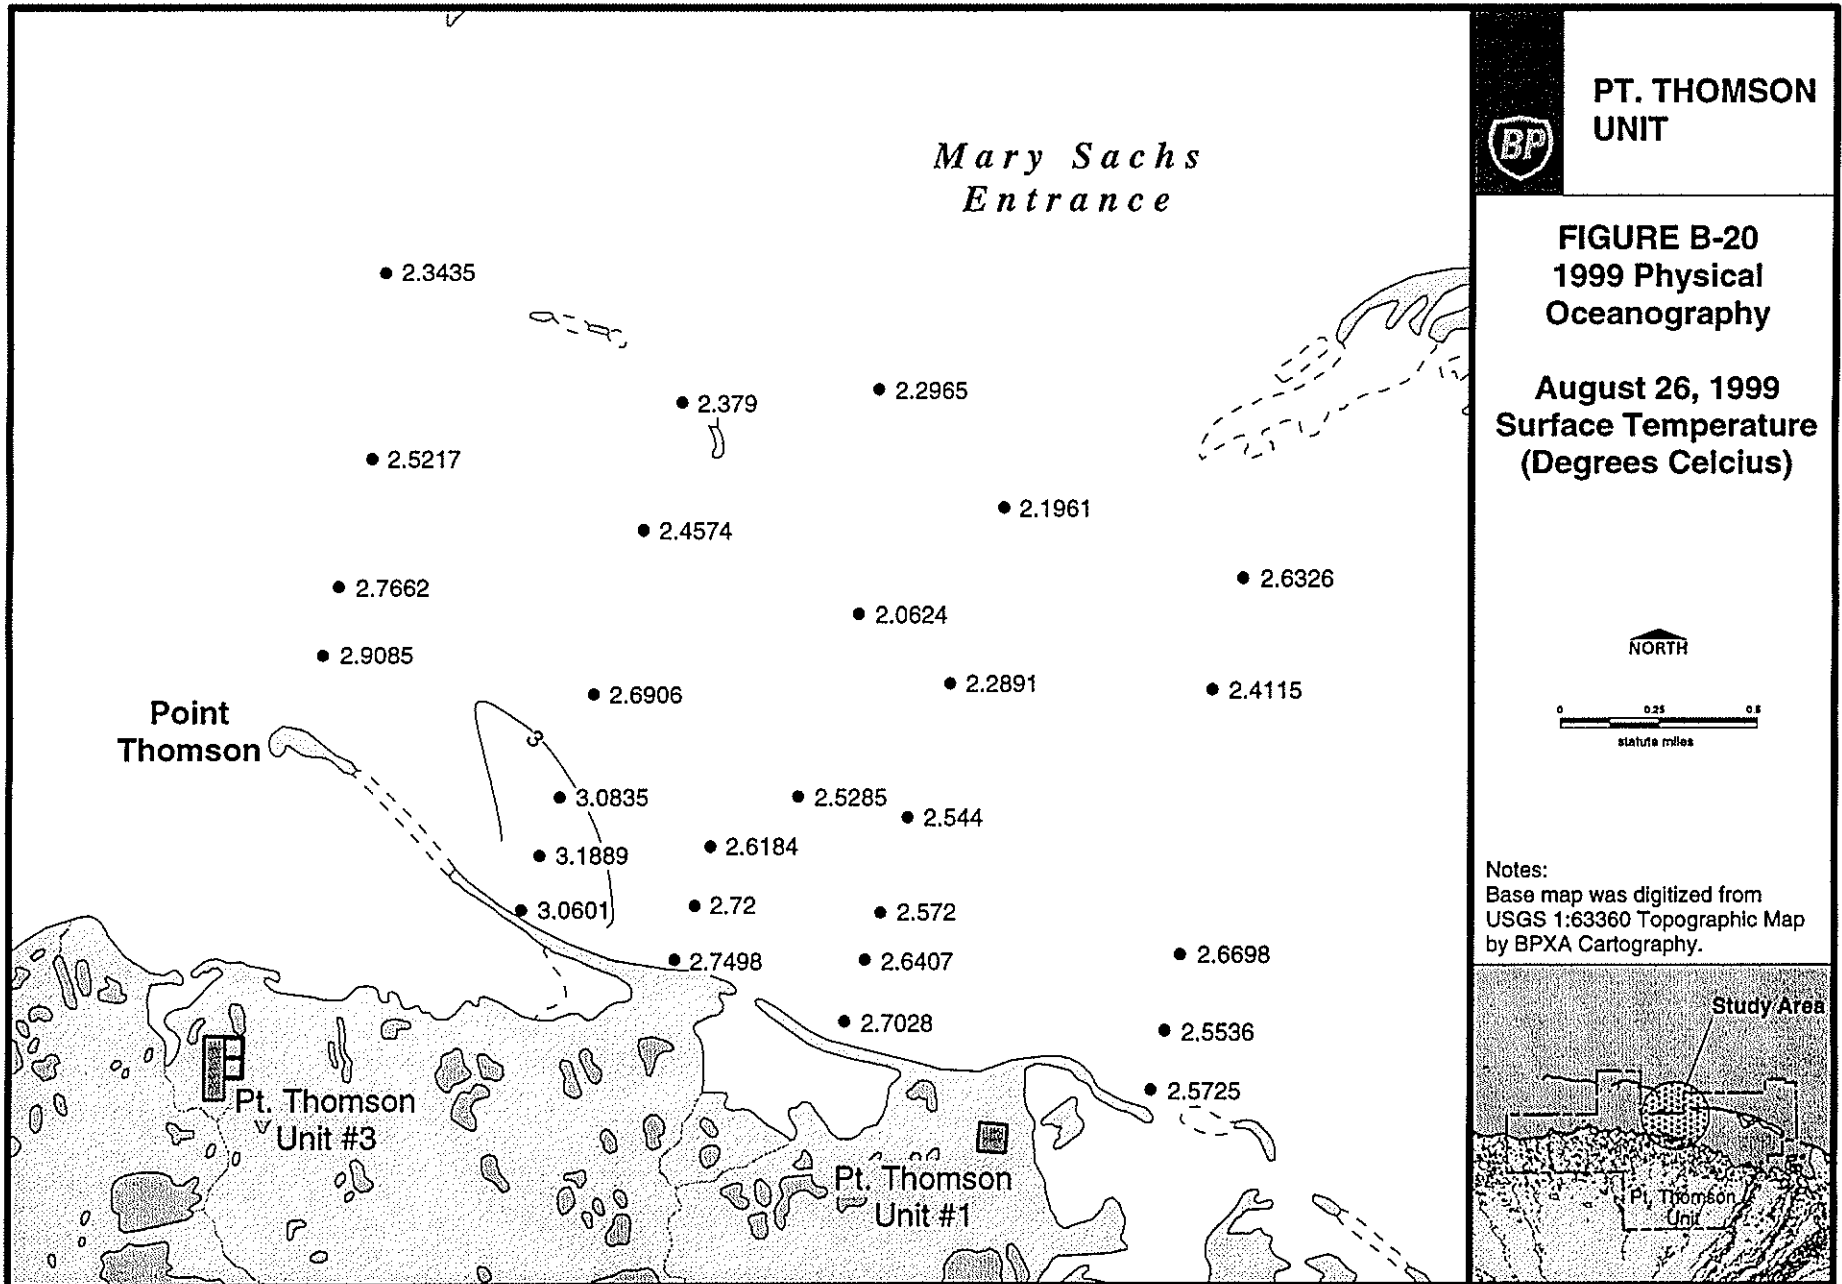 Mary Sachs
Entrance
2.3435
2.2965
2.379
2.5217
2.1961
2.4574
2.6326
2.7662
2.0624
2.9085
2.2891
2.4115
2.6906
Point
Thomson
3
3.0835
2.5285
2.544
2.6184
3.1889
2.72
3.0601
2.572
2.6698
2.7498
2.6407
2.7028
2.5536
2.5725
Pt. Thomson
Unit #3
Pt. Thomson
Unit #1
BP
PT. THOMSON
UNIT
FIGURE B-20
1999 Physical
Oceanography
August 26, 1999
Surface Temperature
(Degrees Celcius)
NORTH
0 0.25 0.5
statute miles
Notes:
Base map was digitized from
USGS 1:63360 Topographic Map
by BPXA Cartography.
Study Area
Pt. Thomson
Unit